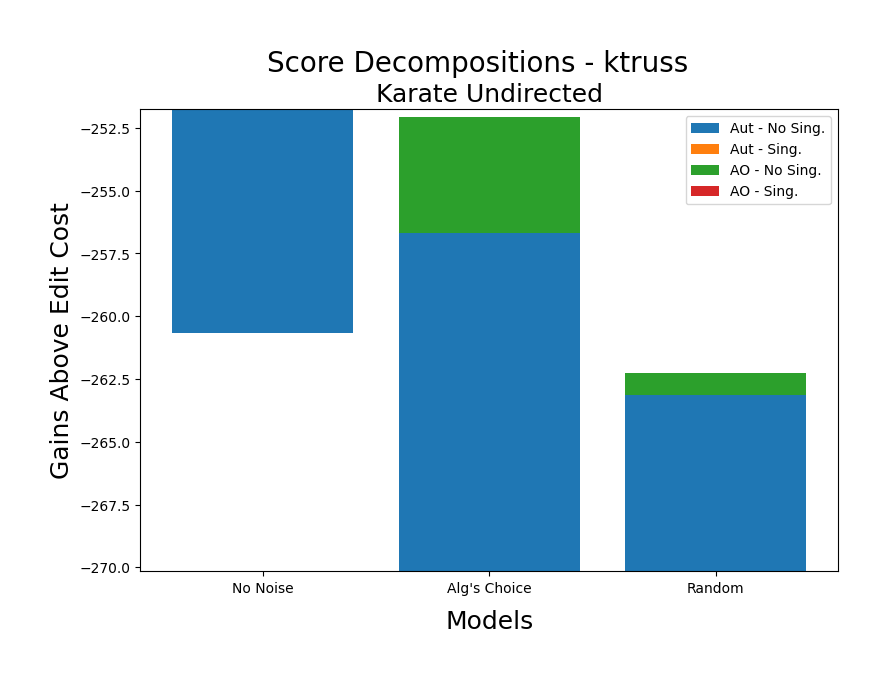 Score Decompositions - ktruss
Karate Undirected
Gains Above Edit Cost
−252.5
−255.0
−257.5
−260.0
−262.5
−265.0
−267.5
−270.0
Aut - No Sing.
Aut - Sing.
AO - No Sing.
AO - Sing.
No Noise
Alg's Choice
Random
Models